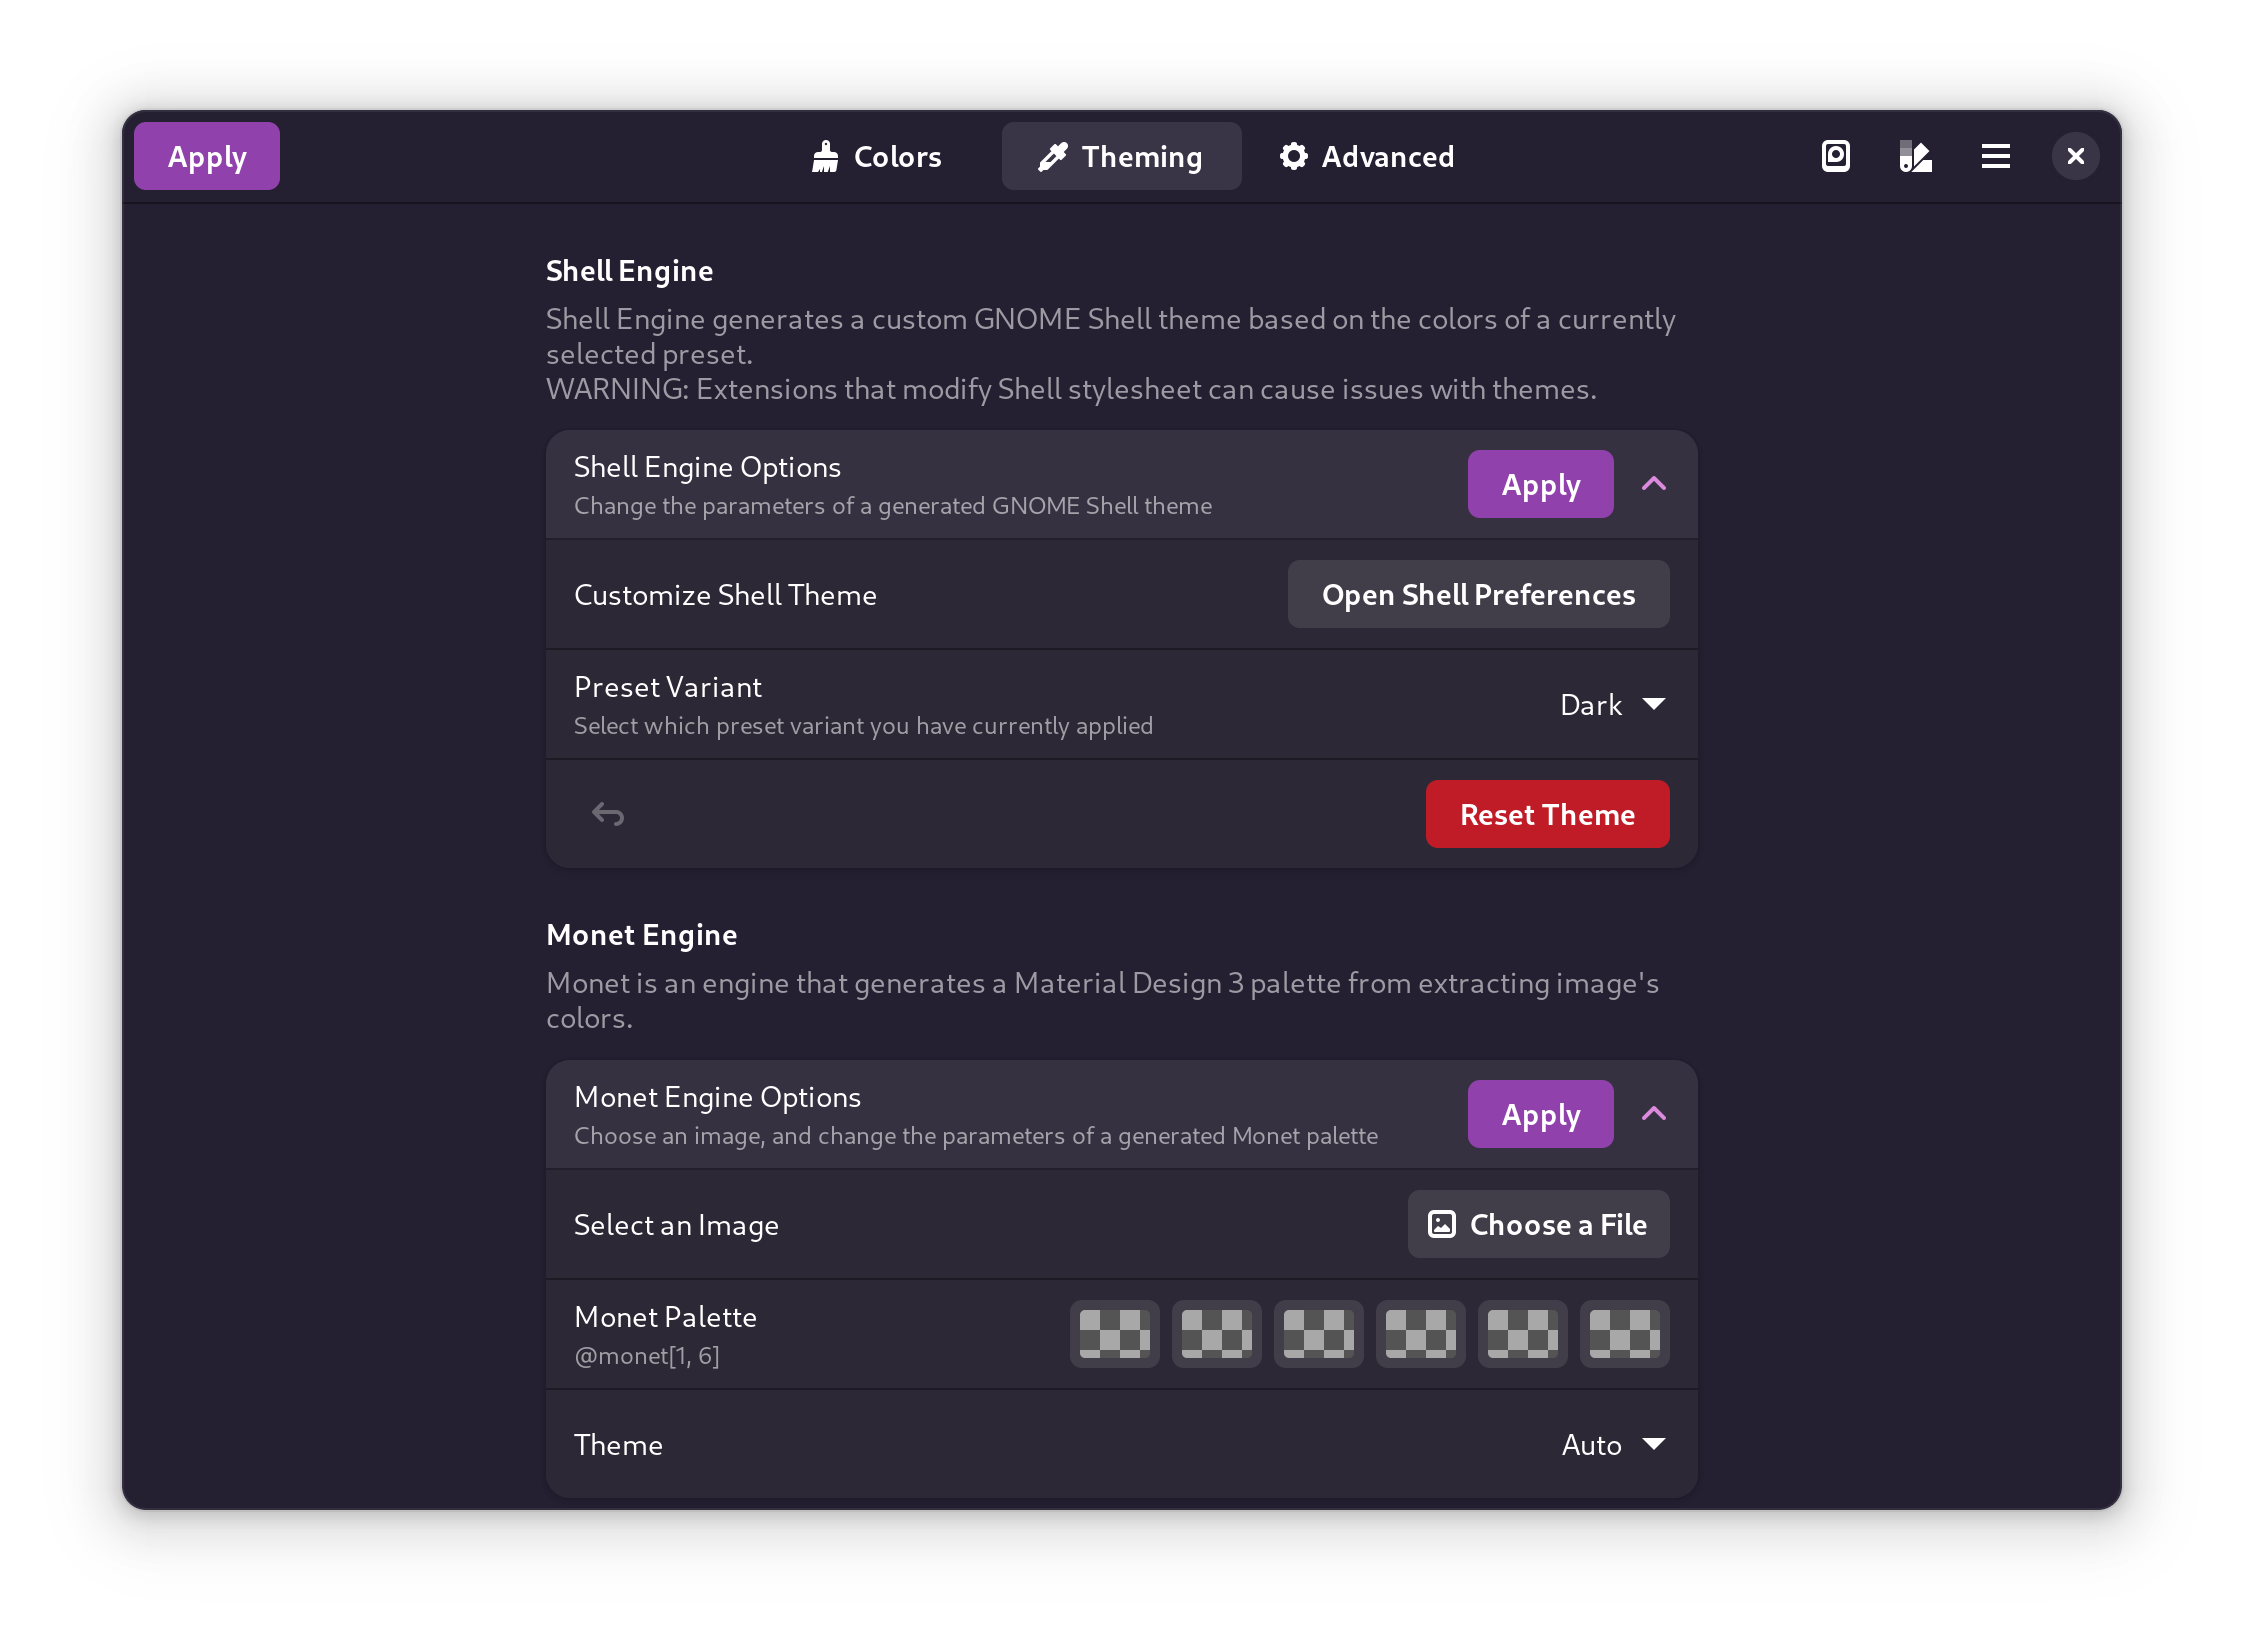 Apply
Colors
Theming
Advanced
Shell Engine
Shell Engine generates a custom GNOME Shell theme based on the colors of a currently
selected preset.
WARNING: Extensions that modify Shell stylesheet can cause issues with themes.
Shell Engine Options
Change the parameters of a generated GNOME Shell theme
Apply
Customize Shell Theme
Open Shell Preferences
Preset Variant
Select which preset variant you have currently applied
Dark
Reset Theme
Monet Engine
Monet is an engine that generates a Material Design 3 palette from extracting image's
colors.
Monet Engine Options
Choose an image, and change the parameters of a generated Monet palette
Apply
Select an Image
Choose a File
Monet Palette
@monet[1, 6]
Theme
Auto